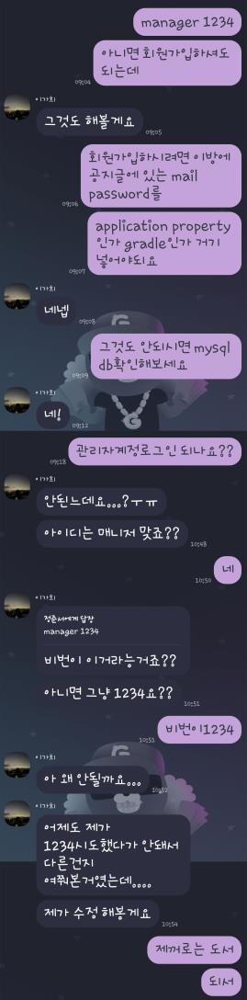 manager 1234
아니면 회원가입하셔도
되는데
09:04
이가희
그것도 해볼게요
09:05
회원가입하시려면 이방에
공지글에 있는 mail
password를
09:06
application property
인가 gradle인가 거기
넣어야되요
09:07
이가희
네넵
09:08
그것도 안되시면 mysql
db확인해보세요
09:09
이가희
네!
09:12
관리자계정로그인 되나요??
09:18
이가희
안된느데요,,,?ㅜㅠ
아이디는 매니저 맞죠??
10:48
네
10:50
이가희
정준서에게 답장
manager 1234
비번이 이거라능거죠??
아니면 그냥 1234요??
10:51
비번이1234
10:51
이가희
아 왜 안될까요,,,
10:52
이가희
어제도 제가
1234시도했다가 안돼서
다른건지
여쭤본거였는데,,,,
제가 수정 해봉게요
10:54
제꺼로는 도서
되서